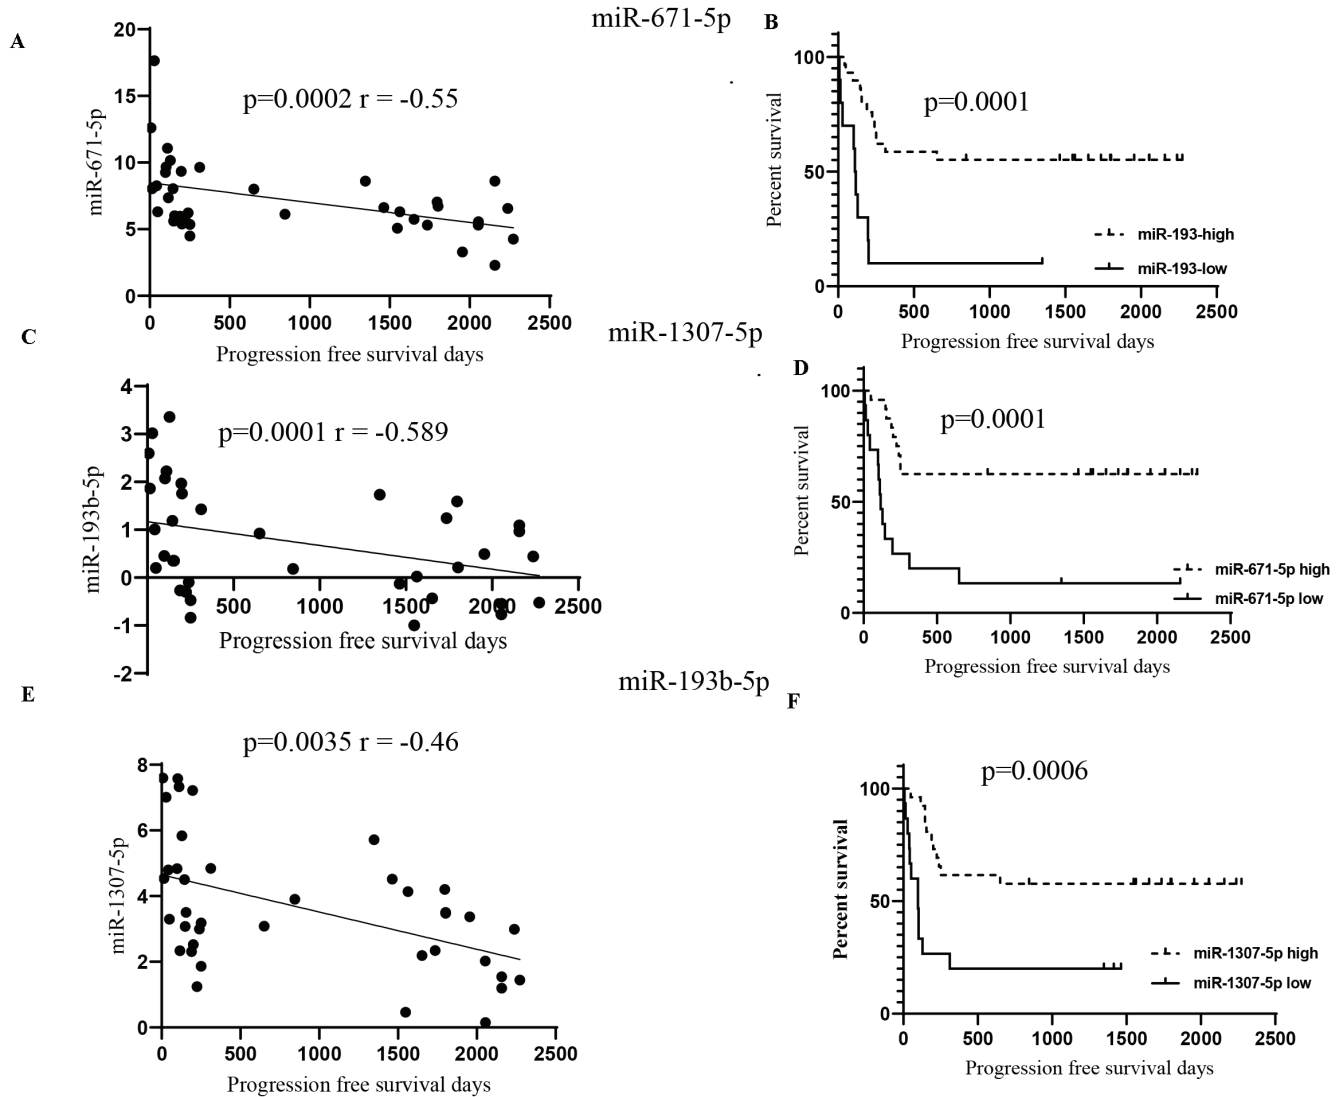 miR-671-5p
A
20
15
10
5
0
miR-671-5p
p=0.0002 r = -0.55
0 500 1000 1500 2000 2500
Progression free survival days
B
100
50
0
Percent survival
p=0.0001
miR-193-high
miR-193-low
0 500 1000 1500 2000 2500
Progression free survival days
miR-1307-5p
C
4
3
2
1
0
-1
-2
miR-193b-5p
p=0.0001 r = -0.589
500 1000 1500 2000 2500
Progression free survival days
D
100
50
0
Percent survival
p=0.0001
miR-671-5p high
miR-671-5p low
0 500 1000 1500 2000 2500
Progression free survival days
miR-193b-5p
E
8
6
4
2
0
miR-1307-5p
p=0.0035 r = -0.46
0 500 1000 1500 2000 2500
Progression free survival days
F
100
50
0
Percent survival
p=0.0006
miR-1307-5p high
miR-1307-5p low
0 500 1000 1500 2000 2500
Progression free survival days